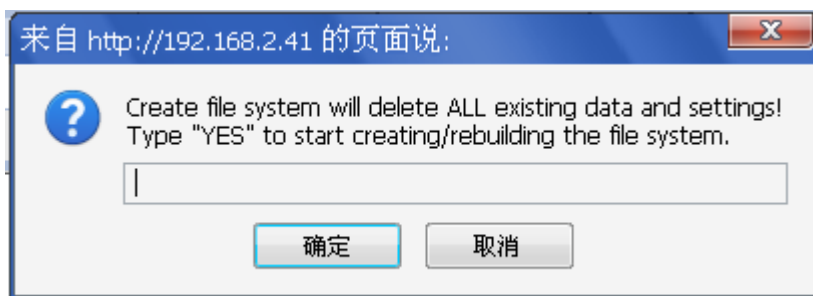 来自 http://192.168.2.41 的页面说:
Create file system will delete ALL existing data and settings!
Type "YES" to start creating/rebuilding the file system.
确定
取消